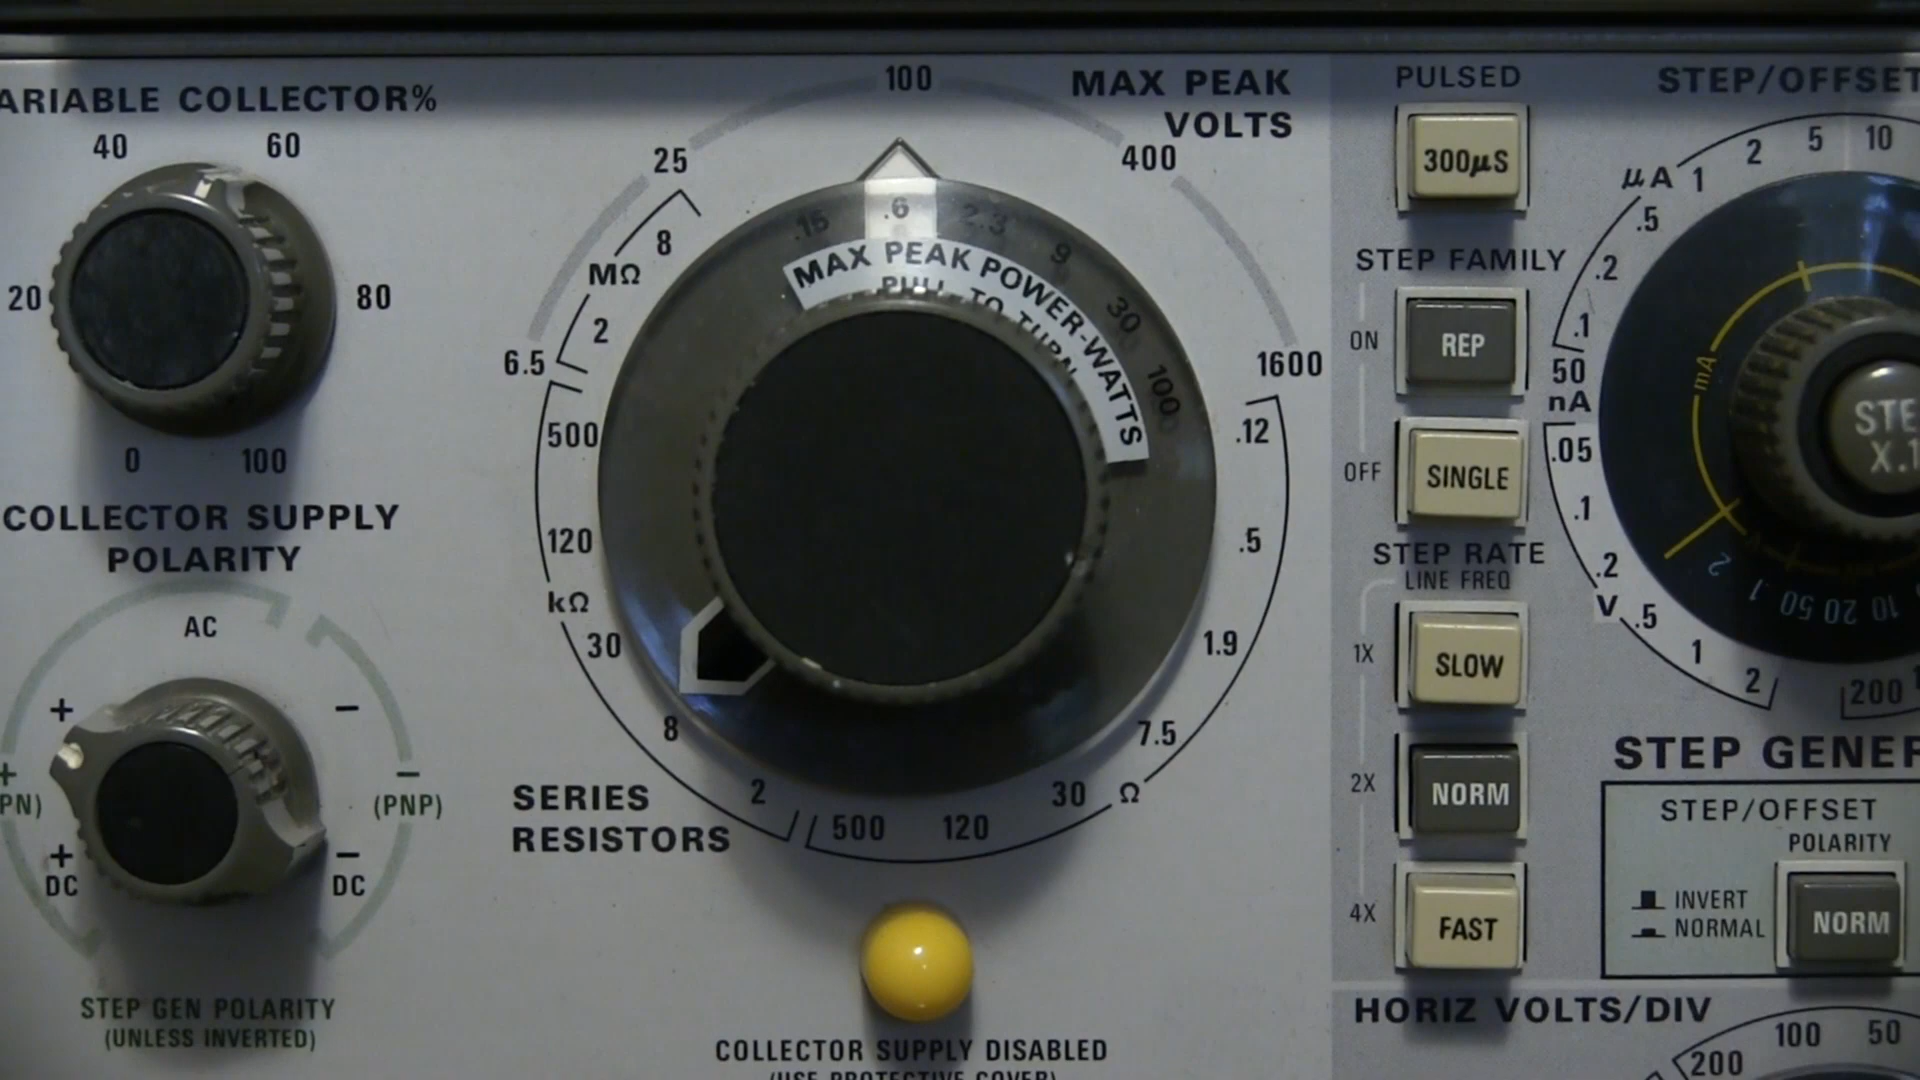 ARIABLE COLLECTOR%
40
60
20
80
0
100
COLLECTOR SUPPLY
POLARITY
AC
+
−
+
PN)
−
(PNP)
+
DC
−
DC
STEP GEN POLARITY
(UNLESS INVERTED)
MAX PEAK
VOLTS
6.5
25
100
400
1600
.15
.6
2.3
9
30
100
MAX PEAK POWER-WATTS
PULL TO TURN
8
MΩ
2
500
120
kΩ
30
8
2
500
120
30
Ω
7.5
1.9
.5
.12
SERIES
RESISTORS
COLLECTOR SUPPLY DISABLED
(USE PROTECTIVE COVER)
PULSED
300µS
STEP FAMILY
ON
REP
OFF
SINGLE
STEP RATE
LINE FREQ
1X
SLOW
2X
NORM
4X
FAST
STEP/OFFSET
10
5
2
1
µA
.5
.2
.1
50
nA
.05
.1
.2
V
.5
1
2
200
mA
2
1
.1
50
20
10
STE
X.1
STEP GENER
STEP/OFFSET
POLARITY
INVERT
NORMAL
NORM
HORIZ VOLTS/DIV
200
100
50